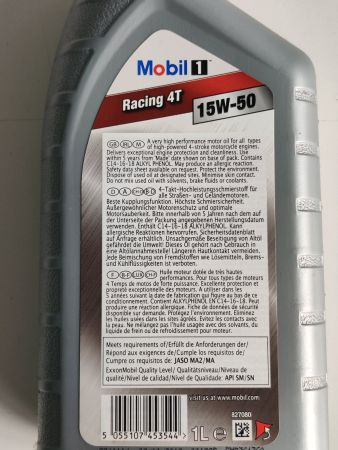 Mobil 1
Racing 4T
15W-50
GB IRL M A very high performance motor oil for all types
of high-powered 4-stroke motorcycle engines.
Delivers exceptional engine protection and cleanliness. Use
within 5 years from 'Made' date shown on base of pack. Contains
C14-16-18 ALKYL PHENOL. May produce an allergic reaction.
Safety data sheet available on request. Protect the environment.
Dispose of used oil at designated sites. Minimise skin contact.
Do not mix used oil with solvents, brake fluids or coolants.
D A CH B 4-Takt-Hochleistungsschmierstoff für
alle Straßen- und Geländemotoren.
Beste Kupplungsfunktion. Höchste Schmiersicherheit.
Außergewöhnlicher Motorenschutz und optimale
Motorsauberkeit. Bitte innerhalb von 5 Jahren nach dem auf
der Unterseite der Packung angegebenen Herstellungsdatum
verwenden. Enthält C14-16-18 ALKYLPHENOL. Kann
allergische Reaktionen hervorrufen. Sicherheitsdatenblatt
auf Anfrage erhältlich. Unsachgemäße Beseitigung von Altöl
gefährdet die Umwelt! Dieses Öl gehört nach Gebrauch in
eine Altölannahmestelle! Längeren Hautkontakt vermeiden.
Jede Beimischung von Fremdstoffen wie Lösemitteln, Brems-
und Kühlflüssigkeiten ist verboten.
F B LUX CH Huile moteur dotée de très hautes
performances. Pour tous types de moteurs
4 Temps de motos de forte puissance. Excellente protection et
propreté exceptionnelle des moteurs. A utiliser dans les
5 années suivant la date de fabrication qui figure au bas de ce
conditionnement. Contient ALKYLPHENOL EN C14-16-18. Peut
produire une réaction allergique. Fiche de données de sécurité
disponible sur demande. Protégez l'environnement. Eliminez
les huiles usées dans les sites agréés. Evitez le contact avec la
peau. Ne mélangez pas l'huile usagée avec des solvants, du
liquide de frein ou de refroidissement.
Meets requirements of/Erfüllt die Anforderungen der/
Répond aux exigences de/Cumple los requisitos de/
Cumpre os requisitos de: JASO MA2/MA
ExxonMobil Quality Level/ Qualitätsniveau/Niveau de
qualité/Nivel de calidad/Nível de Qualidade: API SM/SN
visit us at www.mobil.com
827080
5 055107 453544
1L e